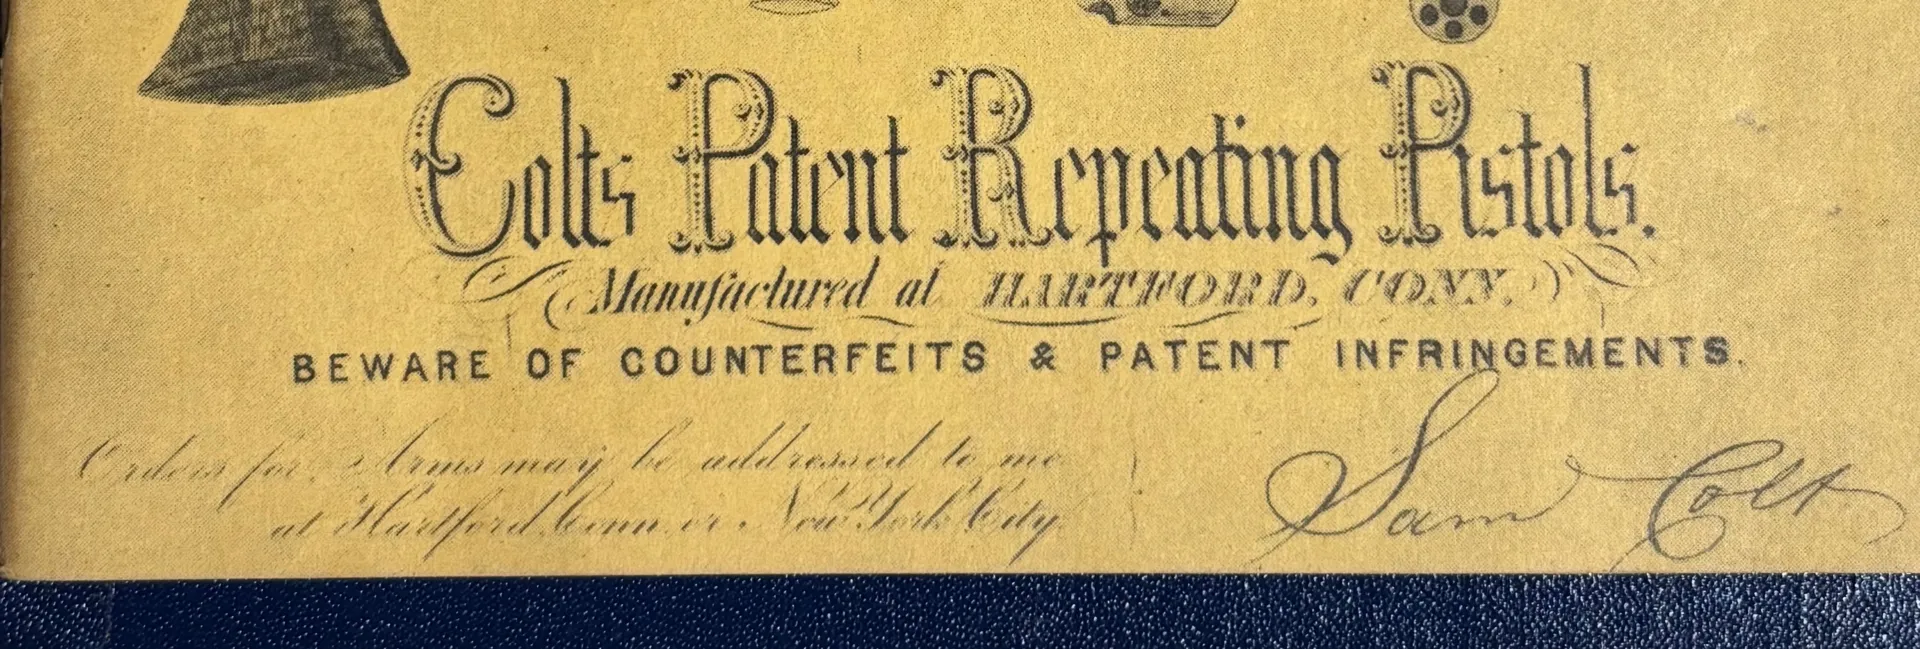 Colts Patent Repeating Pistols.
Manufactured at HARTFORD, CONN.
BEWARE OF COUNTERFEITS & PATENT INFRINGEMENTS.
Orders for Arms may be addressed to me
at Hartford, Conn. or New York City.
Sam Colt